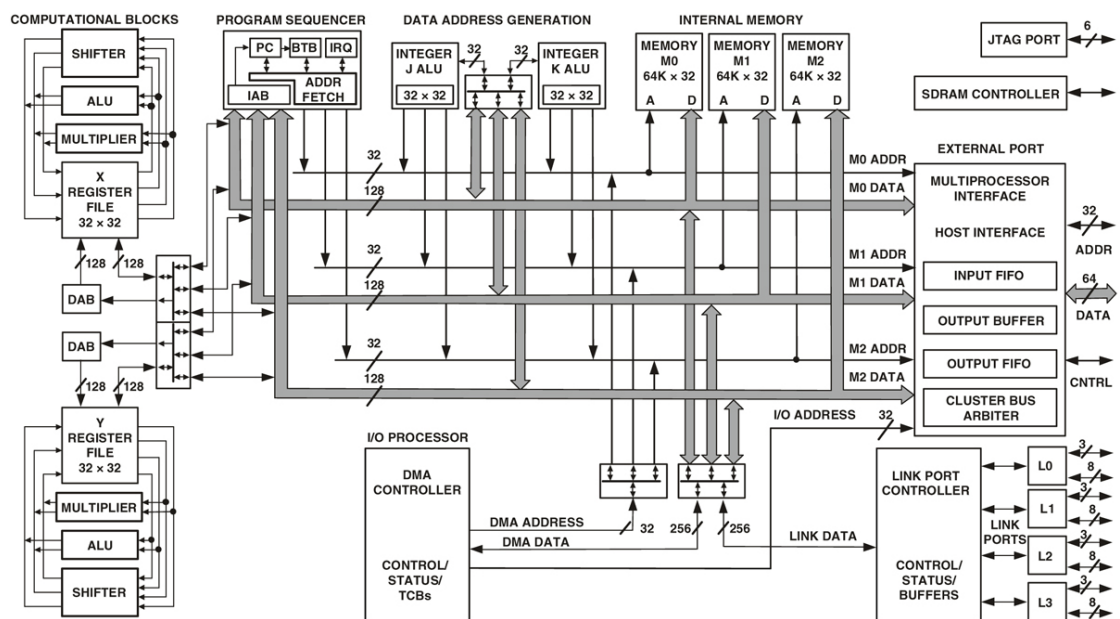 COMPUTATIONAL BLOCKS
SHIFTER
ALU
MULTIPLIER
X
REGISTER
FILE
32 × 32
128
128
DAB
DAB
128
128
Y
REGISTER
FILE
32 × 32
MULTIPLIER
ALU
SHIFTER
PROGRAM SEQUENCER
PC
BTB
IRQ
ADDR
FETCH
IAB
DATA ADDRESS GENERATION
INTEGER
J ALU
32 × 32
32
32
INTEGER
K ALU
32 × 32
INTERNAL MEMORY
MEMORY
M0
64K × 32
A D
MEMORY
M1
64K × 32
A D
MEMORY
M2
64K × 32
A D
32
M0 ADDR
128
M0 DATA
32
M1 ADDR
128
M1 DATA
32
M2 ADDR
128
M2 DATA
I/O ADDRESS
32
JTAG PORT
6
SDRAM CONTROLLER
EXTERNAL PORT
MULTIPROCESSOR
INTERFACE
HOST INTERFACE
INPUT FIFO
OUTPUT BUFFER
OUTPUT FIFO
CLUSTER BUS
ARBITER
32
ADDR
64
DATA
CNTRL
I/O PROCESSOR
DMA
CONTROLLER
CONTROL/
STATUS/
TCBs
DMA ADDRESS
32
DMA DATA
256
256
LINK DATA
LINK PORT
CONTROLLER
CONTROL/
STATUS/
BUFFERS
LINK
PORTS
L0
3
8
L1
3
8
L2
3
8
L3
3
8